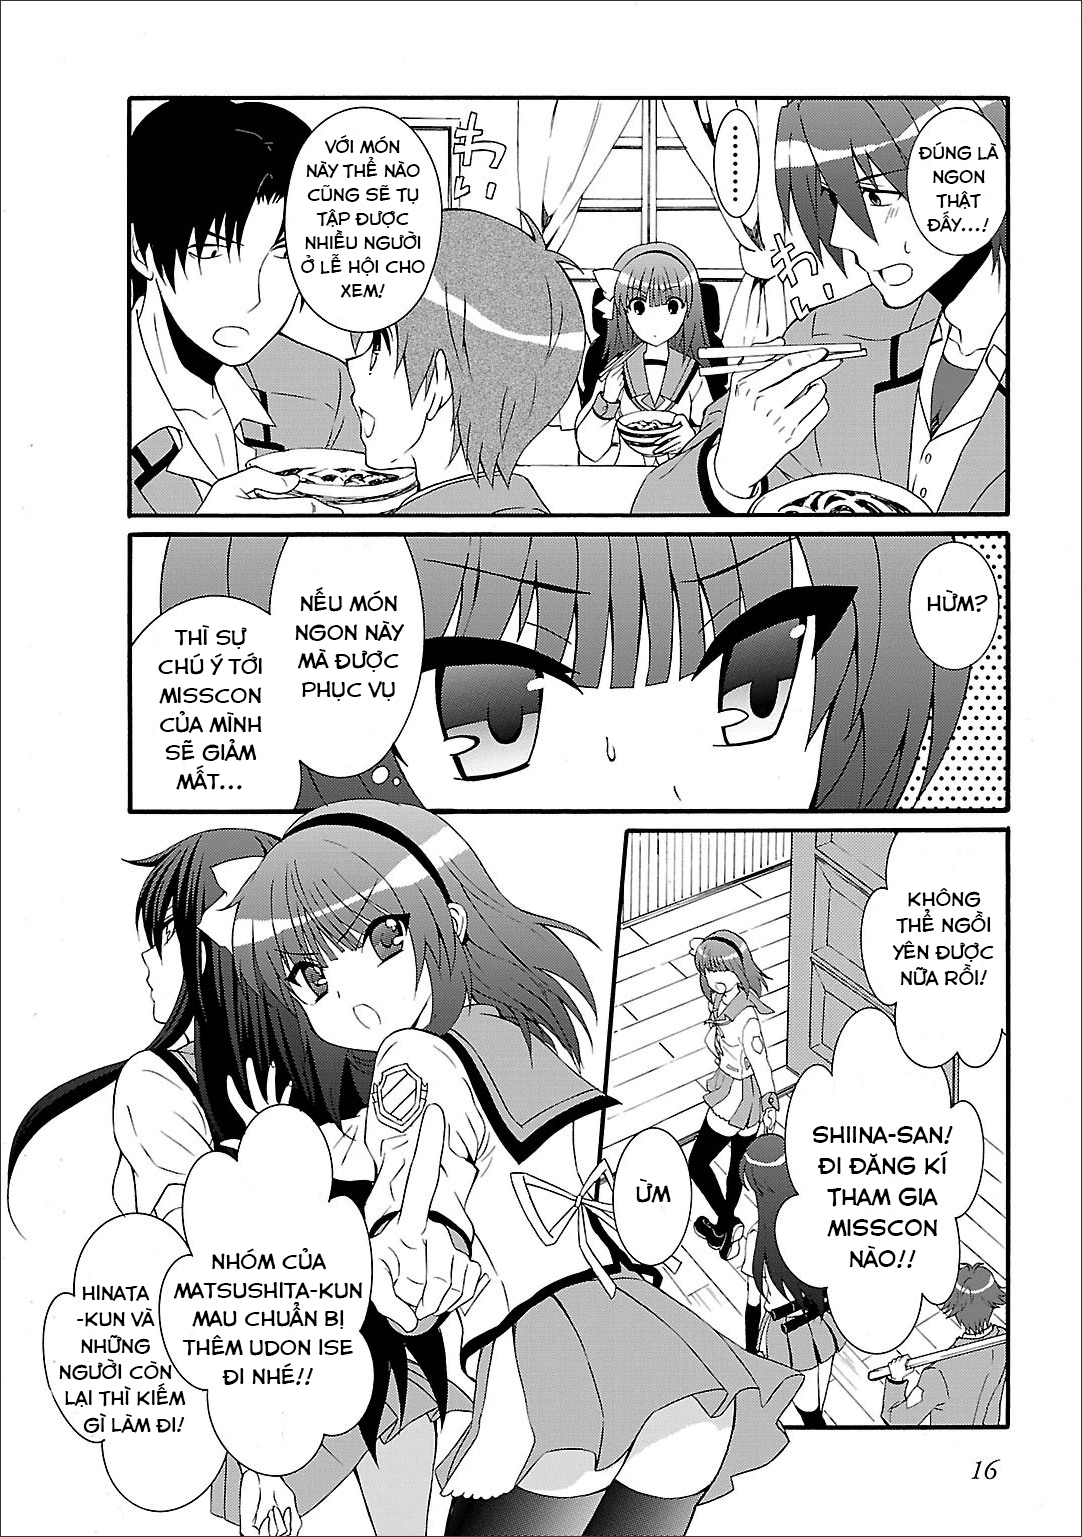 ĐÚNG LÀ
NGON
THẬT
ĐẤY...!
わい
.........
わい
VỚI MÓN
NÀY THỂ NÀO
CŨNG SẼ TỤ
TẬP ĐƯỢC
NHIỀU NGƯỜI
Ở LỄ HỘI CHO
XEM!
HỪM?
NẾU MÓN
NGON NÀY
MÀ ĐƯỢC
PHỤC VỤ
THÌ SỰ
CHÚ Ý TỚI
MISSCON
CỦA MÌNH
SẼ GIẢM
MẤT...
KHÔNG
THỂ NGỒI
YÊN ĐƯỢC
NỮA RỒI!
SHIINA-SAN!
ĐI ĐĂNG KÍ
THAM GIA
MISSCON
NÀO!!
ỪM
NHÓM CỦA
MATSUSHITA-KUN
MAU CHUẨN BỊ
THÊM UDON ISE
ĐI NHÉ!!
HINATA
-KUN VÀ
NHỮNG
NGƯỜI CÒN
LẠI THÌ KIẾM
GÌ LÀM ĐI!
16